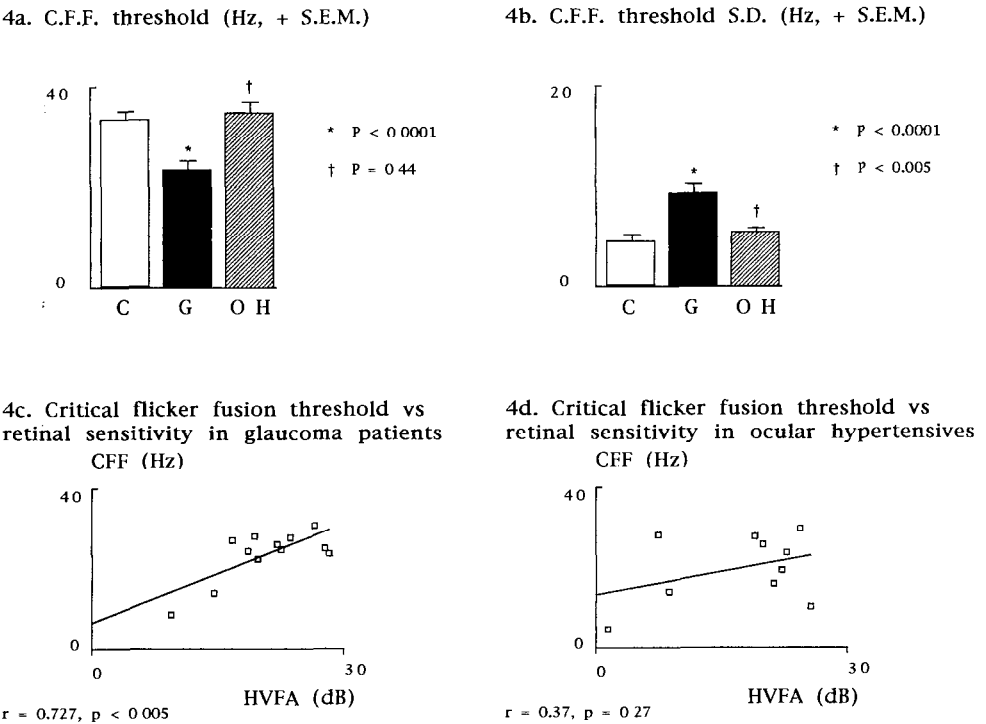 4a. C.F.F. threshold (Hz, + S.E.M.)
40
†
*
0
C G O H
* P < 0 0001
† P = 0 44
4b. C.F.F. threshold S.D. (Hz, + S.E.M.)
20
*
†
0
C G O H
* P < 0.0001
† P < 0.005
4c. Critical flicker fusion threshold vs
retinal sensitivity in glaucoma patients
CFF (Hz)
40
0
0 30
HVFA (dB)
r = 0.727, p < 0 005
4d. Critical flicker fusion threshold vs
retinal sensitivity in ocular hypertensives
CFF (Hz)
40
0
0 30
HVFA (dB)
r = 0.37, p = 0 27